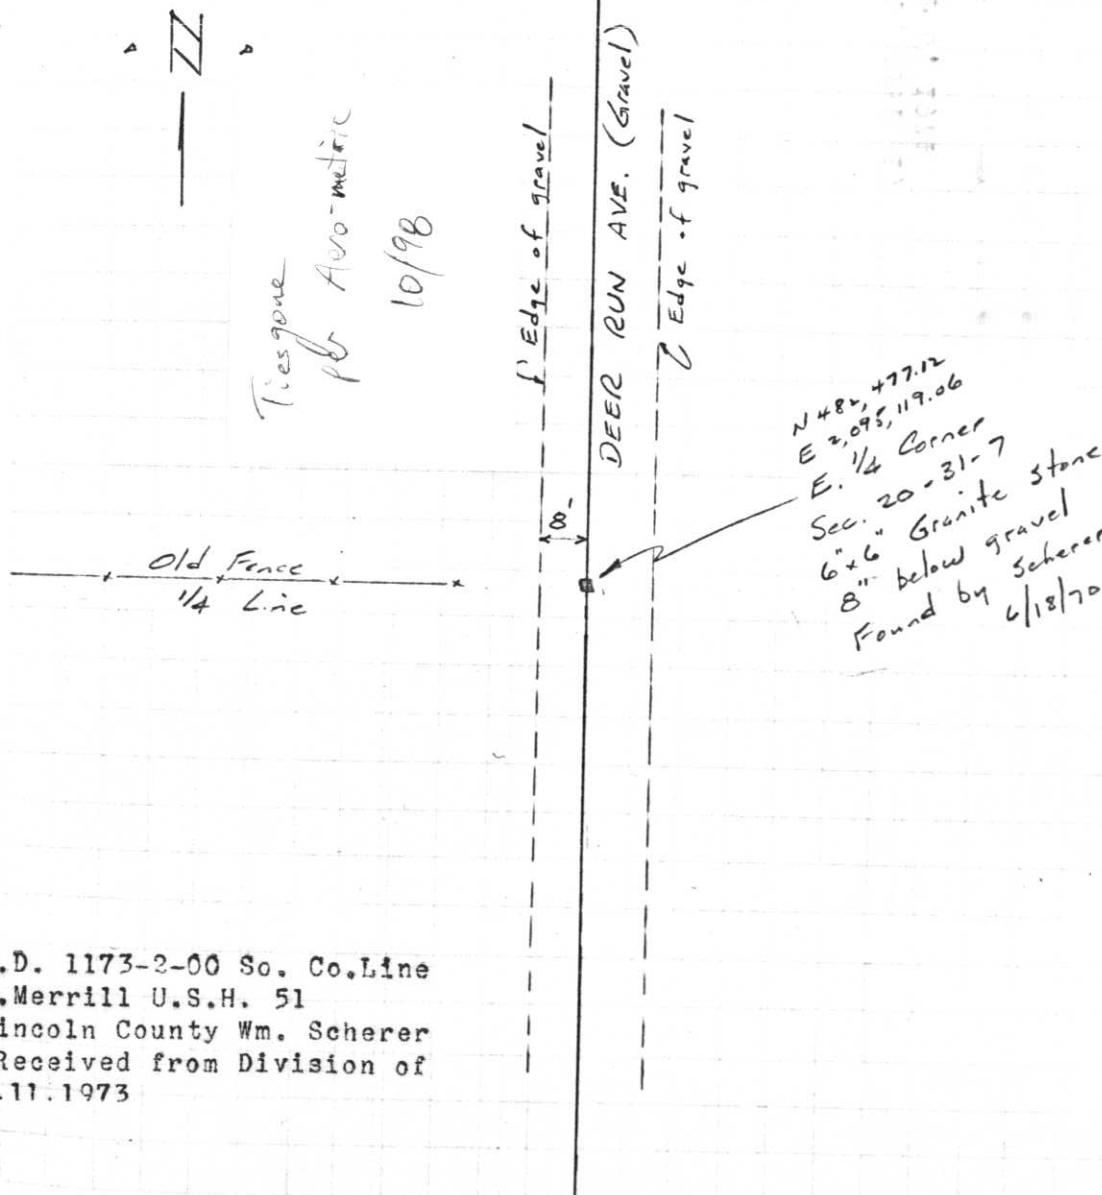 N
Ties gone
per Aero-metric
10/98
Edge of gravel
DEER RUN AVE. (Gravel)
Edge of gravel
N 482,477.12
E 2,095,119.06
E. 1/4 Corner
Sec. 20-31-7
6"x6" Granite stone
8" below gravel
Found by Scherer
6/18/70
8'
Old Fence
1/4 Line
.D. 1173-2-00 So. Co.Line
.Merrill U.S.H. 51
incoln County Wm. Scherer
Received from Division of
.11.1973